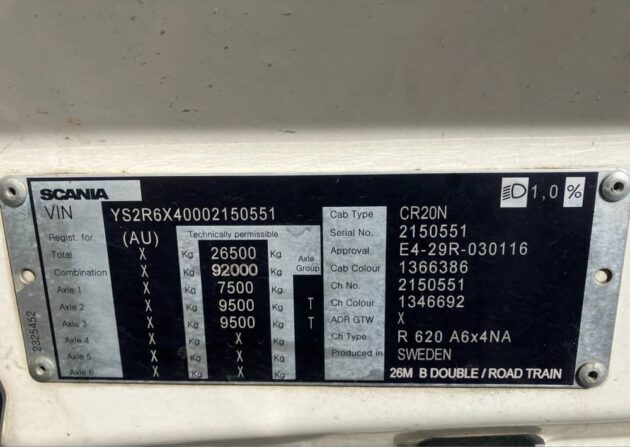 SCANIA
1,0 %
VIN YS2R6X40002150551
Cab Type CR20N
Regist. for (AU) Technically permissible
Serial No. 2150551
Total X Kg 26500 Kg Axle Group
Approval E4-29R-030116
Combination X Kg 92000 Kg
Cab Colour 1366386
Axle 1 X Kg 7500 Kg
Ch No. 2150551
Axle 2 X Kg 9500 Kg T
Ch Colour 1346692
Axle 3 X Kg 9500 Kg T
ADR GTW X
Axle 4 X Kg X Kg
Ch Type R 620 A6x4NA
Axle 5 X Kg X Kg
Produced in SWEDEN
Axle 6 X Kg X Kg
26M B DOUBLE / ROAD TRAIN
2325452